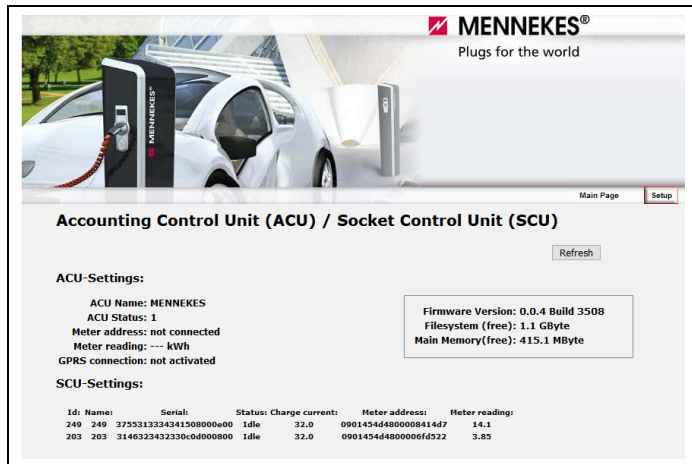 MENNEKES®
Plugs for the world
MENNEKES®
Main Page Setup
Accounting Control Unit (ACU) / Socket Control Unit (SCU)
Refresh
ACU-Settings:
ACU Name: MENNEKES
ACU Status: 1
Meter address: not connected
Meter reading: --- kWh
GPRS connection: not activated
Firmware Version: 0.0.4 Build 3508
Filesystem (free): 1.1 GByte
Main Memory(free): 415.1 MByte
SCU-Settings:
Id: Name: Serial: Status: Charge current: Meter address: Meter reading:
249 249 3755313334341508000e00 Idle 32.0 0901454d4800008414d7 14.1
203 203 3146323432330c0d000800 Idle 32.0 0901454d4800006fd522 3.85